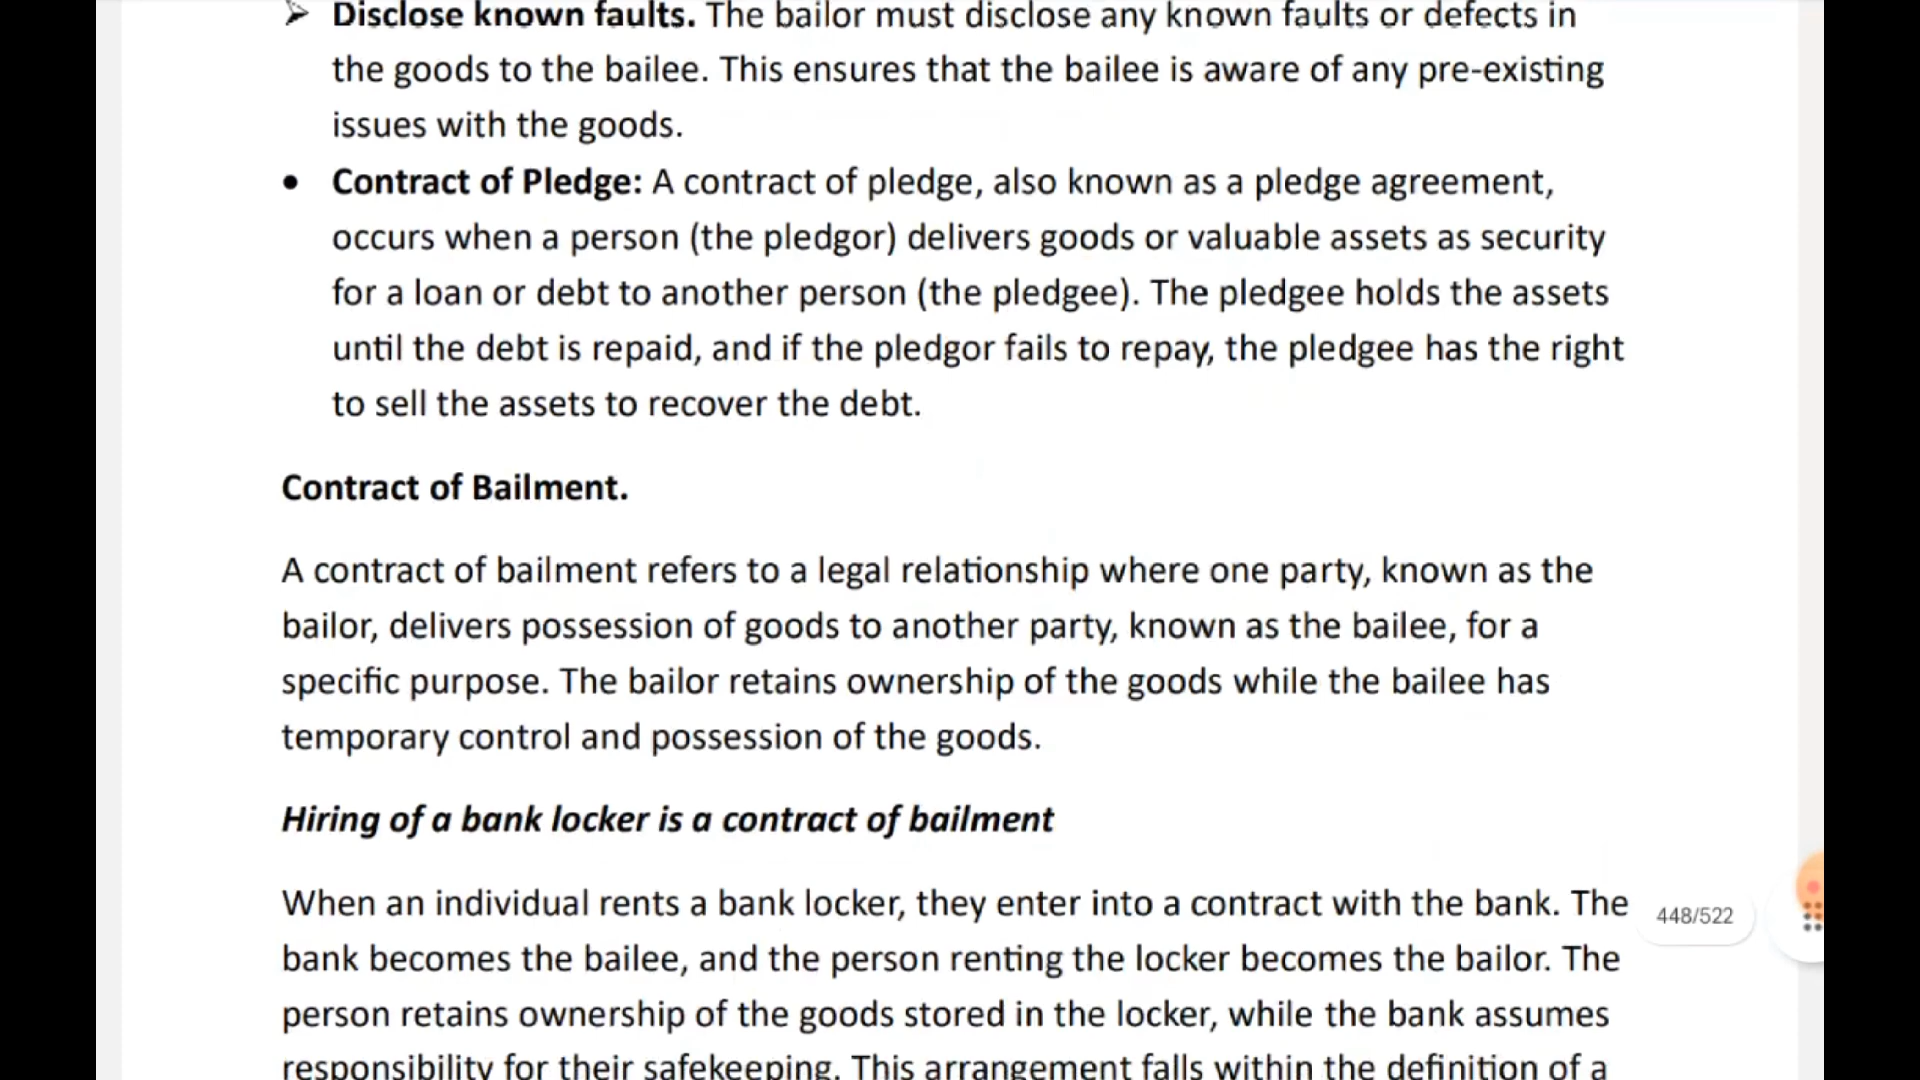 ➢ Disclose known faults. The bailor must disclose any known faults or defects in
the goods to the bailee. This ensures that the bailee is aware of any pre-existing
issues with the goods.
• Contract of Pledge: A contract of pledge, also known as a pledge agreement,
occurs when a person (the pledgor) delivers goods or valuable assets as security
for a loan or debt to another person (the pledgee). The pledgee holds the assets
until the debt is repaid, and if the pledgor fails to repay, the pledgee has the right
to sell the assets to recover the debt.
Contract of Bailment.
A contract of bailment refers to a legal relationship where one party, known as the
bailor, delivers possession of goods to another party, known as the bailee, for a
specific purpose. The bailor retains ownership of the goods while the bailee has
temporary control and possession of the goods.
Hiring of a bank locker is a contract of bailment
When an individual rents a bank locker, they enter into a contract with the bank. The
448/522
bank becomes the bailee, and the person renting the locker becomes the bailor. The
person retains ownership of the goods stored in the locker, while the bank assumes
responsibility for their safekeeping. This arrangement falls within the definition of a